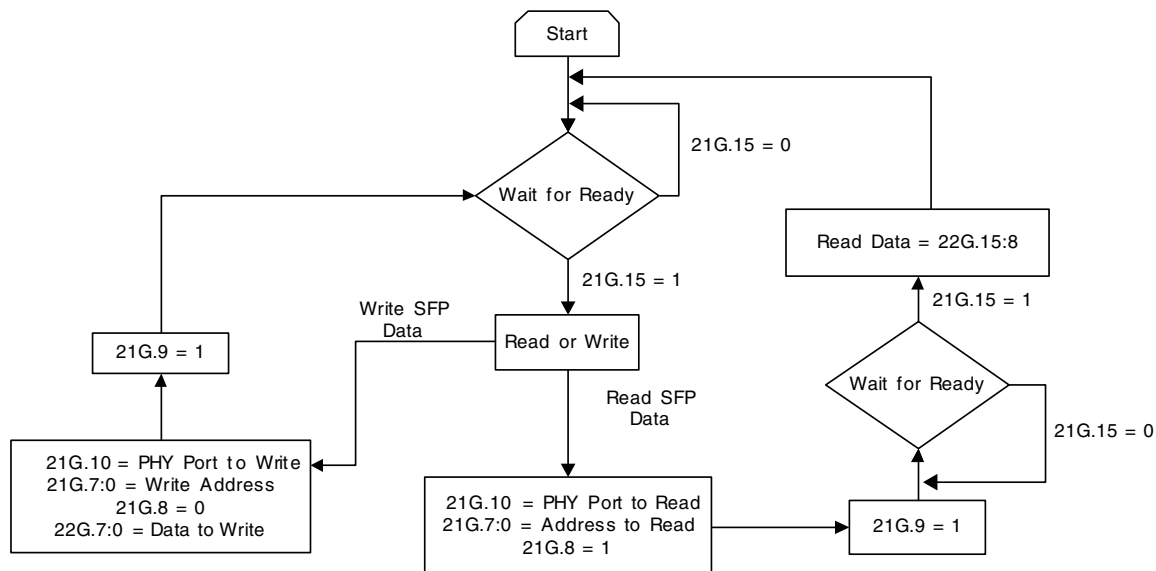 Start
21G.15 = 0
Wait for Ready
Read Data = 22G.15:8
21G.15 = 1
21G.15 = 1
Write SFP
Data
21G.9 = 1
Read or Write
Wait for Ready
Read SFP
Data
21G.15 = 0
21G.10 = PHY Port to Write
21G.7:0 = Write Address
21G.8 = 0
22G.7:0 = Data to Write
21G.10 = PHY Port to Read
21G.7:0 = Address to Read
21G.8 = 1
21G.9 = 1